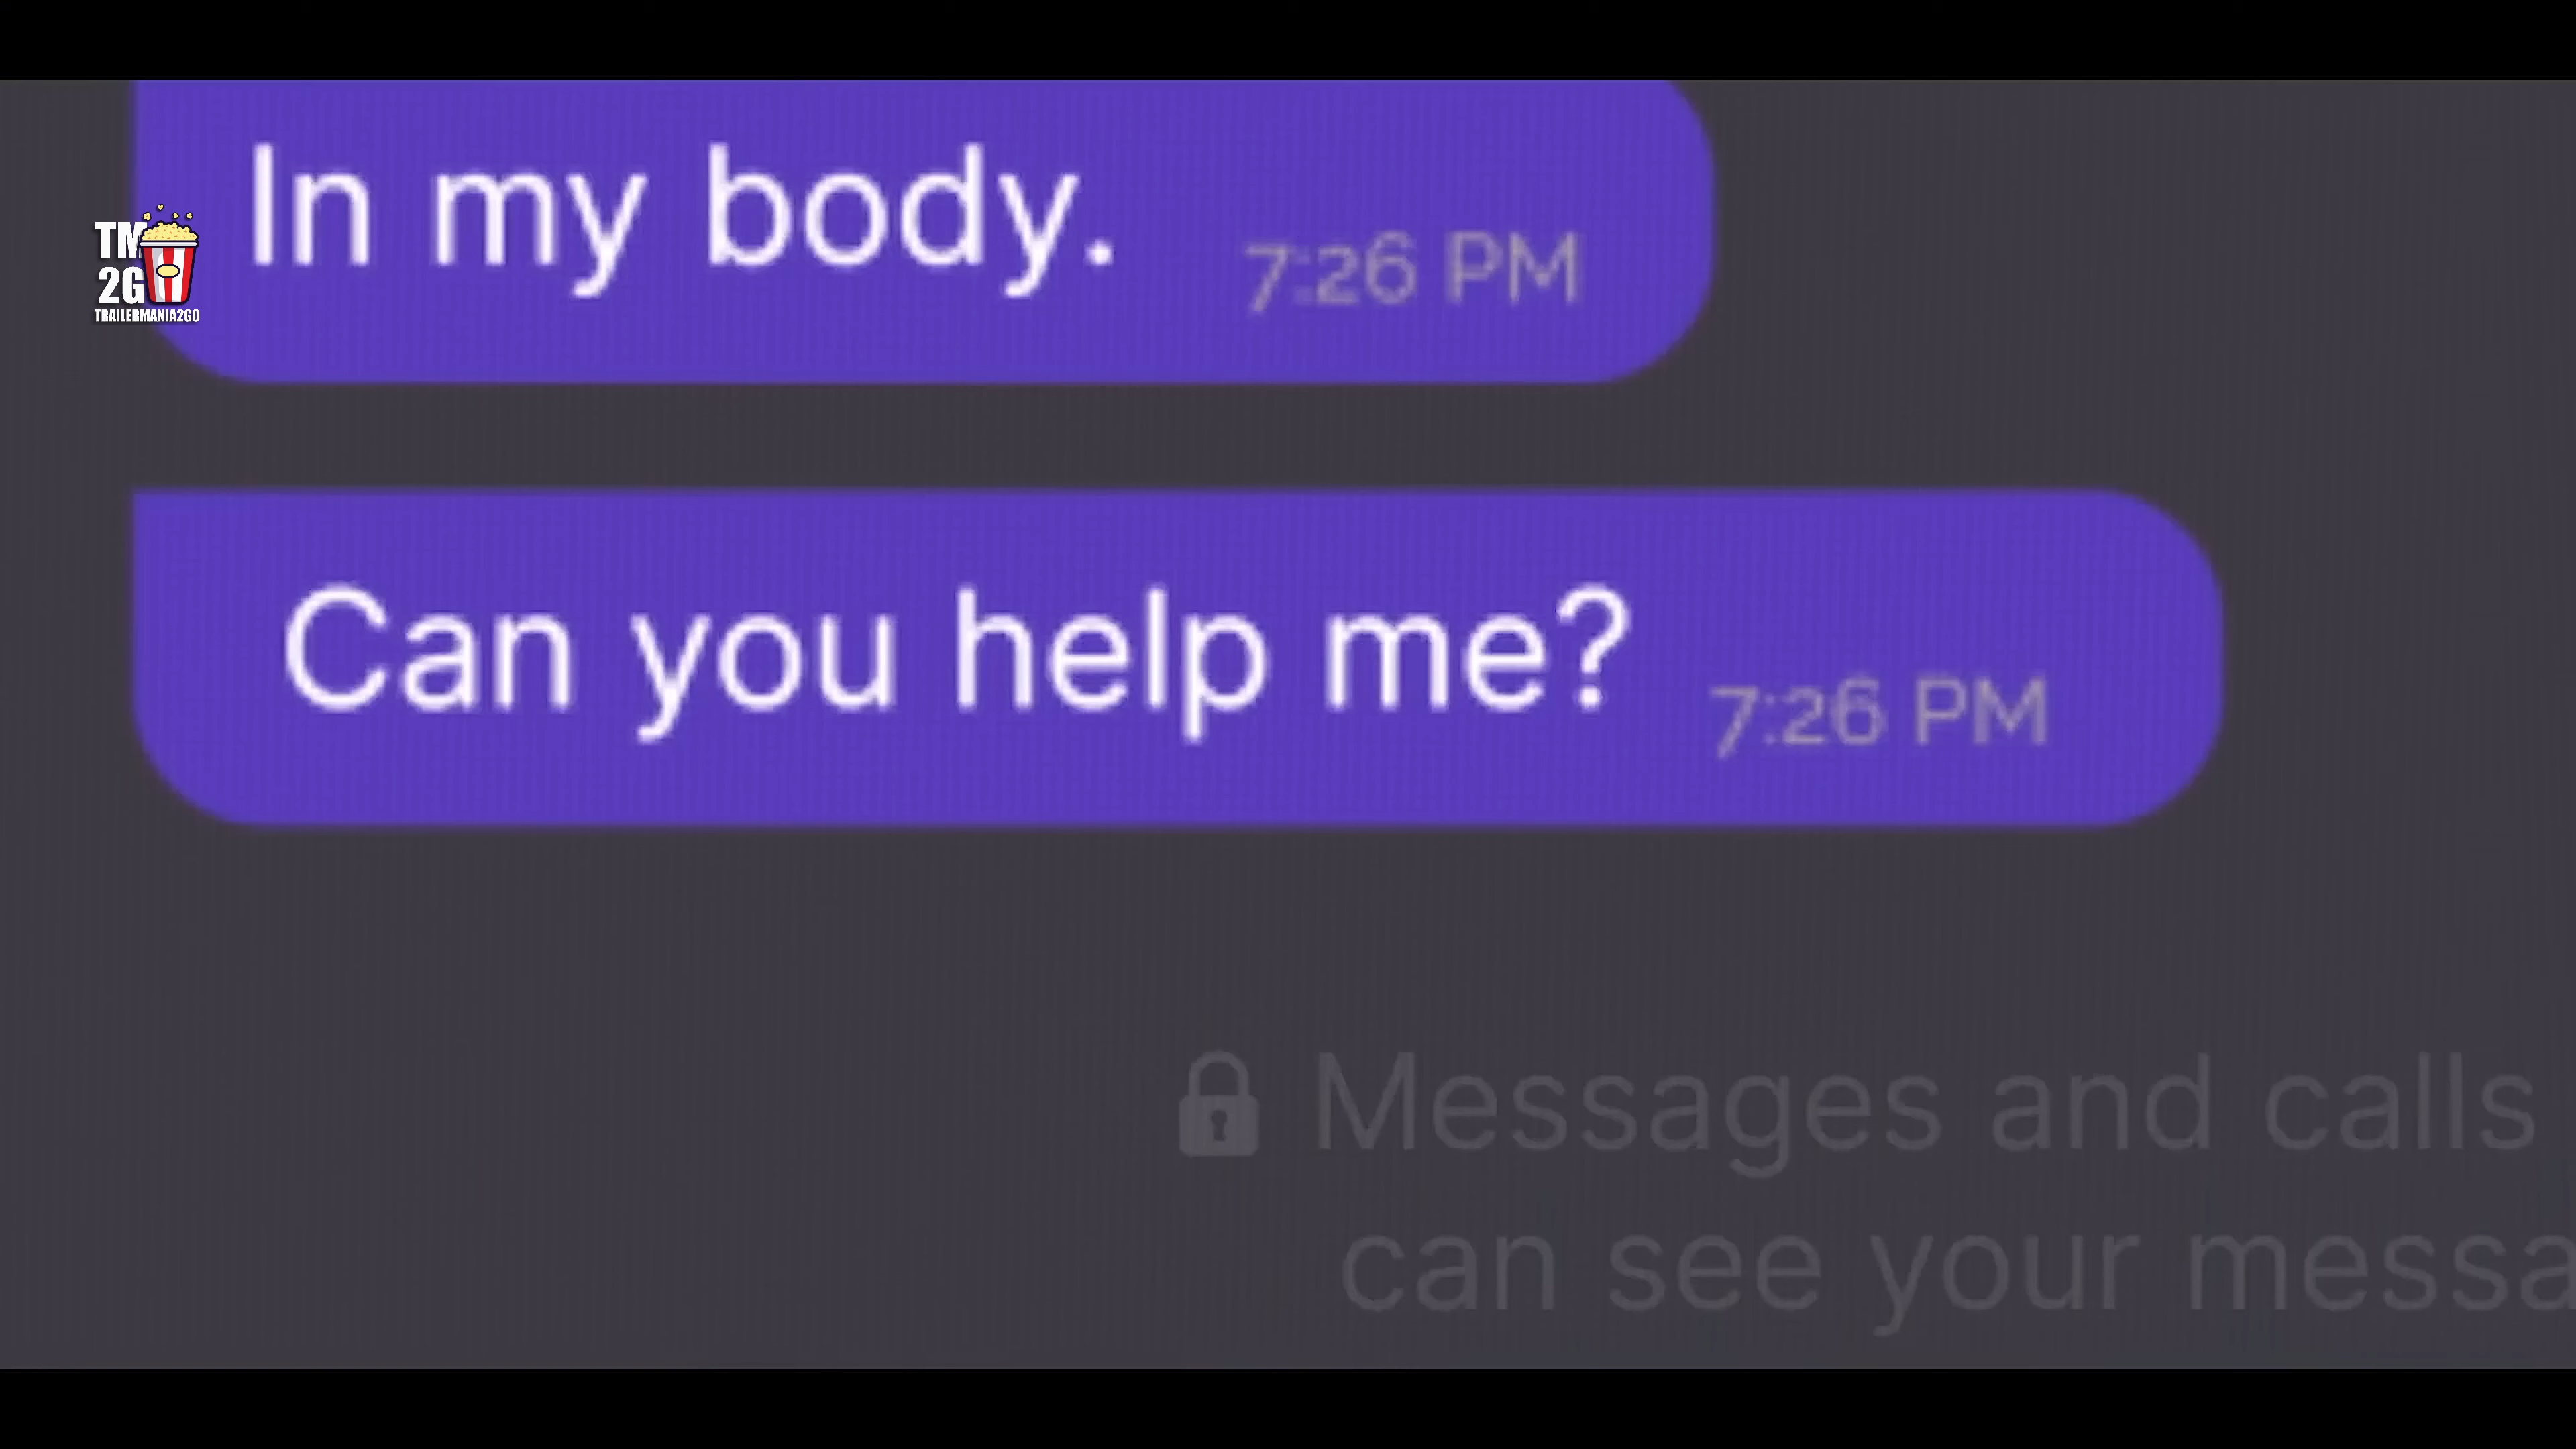 In my body.
7:26 PM
TM
2G
TRAILERMANIA2GO
Can you help me?
7:26 PM
Messages and calls
can see your messa